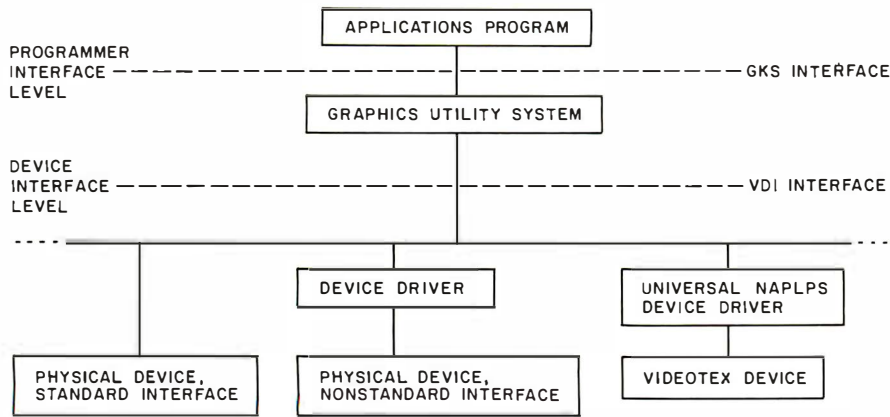 APPLICATIONS PROGRAM
PROGRAMMER
INTERFACE
LEVEL
GKS INTERFACE
GRAPHICS UTILITY SYSTEM
DEVICE
INTERFACE
LEVEL
VDI INTERFACE
DEVICE DRIVER
UNIVERSAL NAPLPS
DEVICE DRIVER
PHYSICAL DEVICE,
STANDARD INTERFACE
PHYSICAL DEVICE,
NONSTANDARD INTERFACE
VIDEOTEX DEVICE